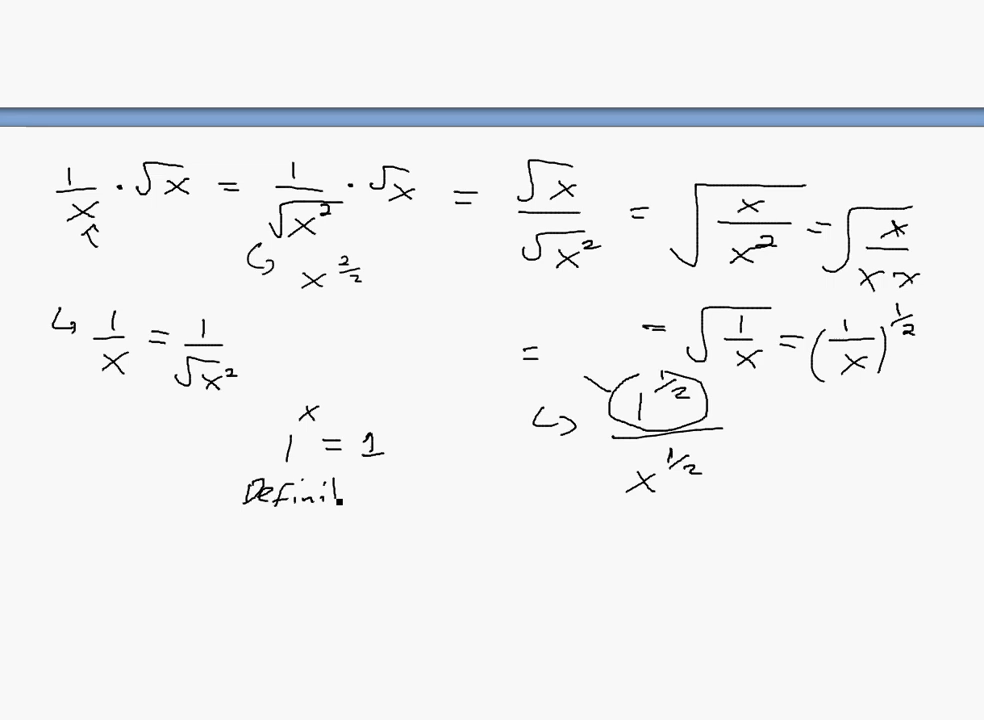 1/x · √x = 1/√x² · √x = √x/√x² = √(x/x²) = √(x/(x x))
↳ x^(2/2)
↳ 1/x = 1/√x²
= = √(1/x) = (1/x)^(1/2)
↳ 1^(1/2)/x^(1/2)
1^x = 1
Definit